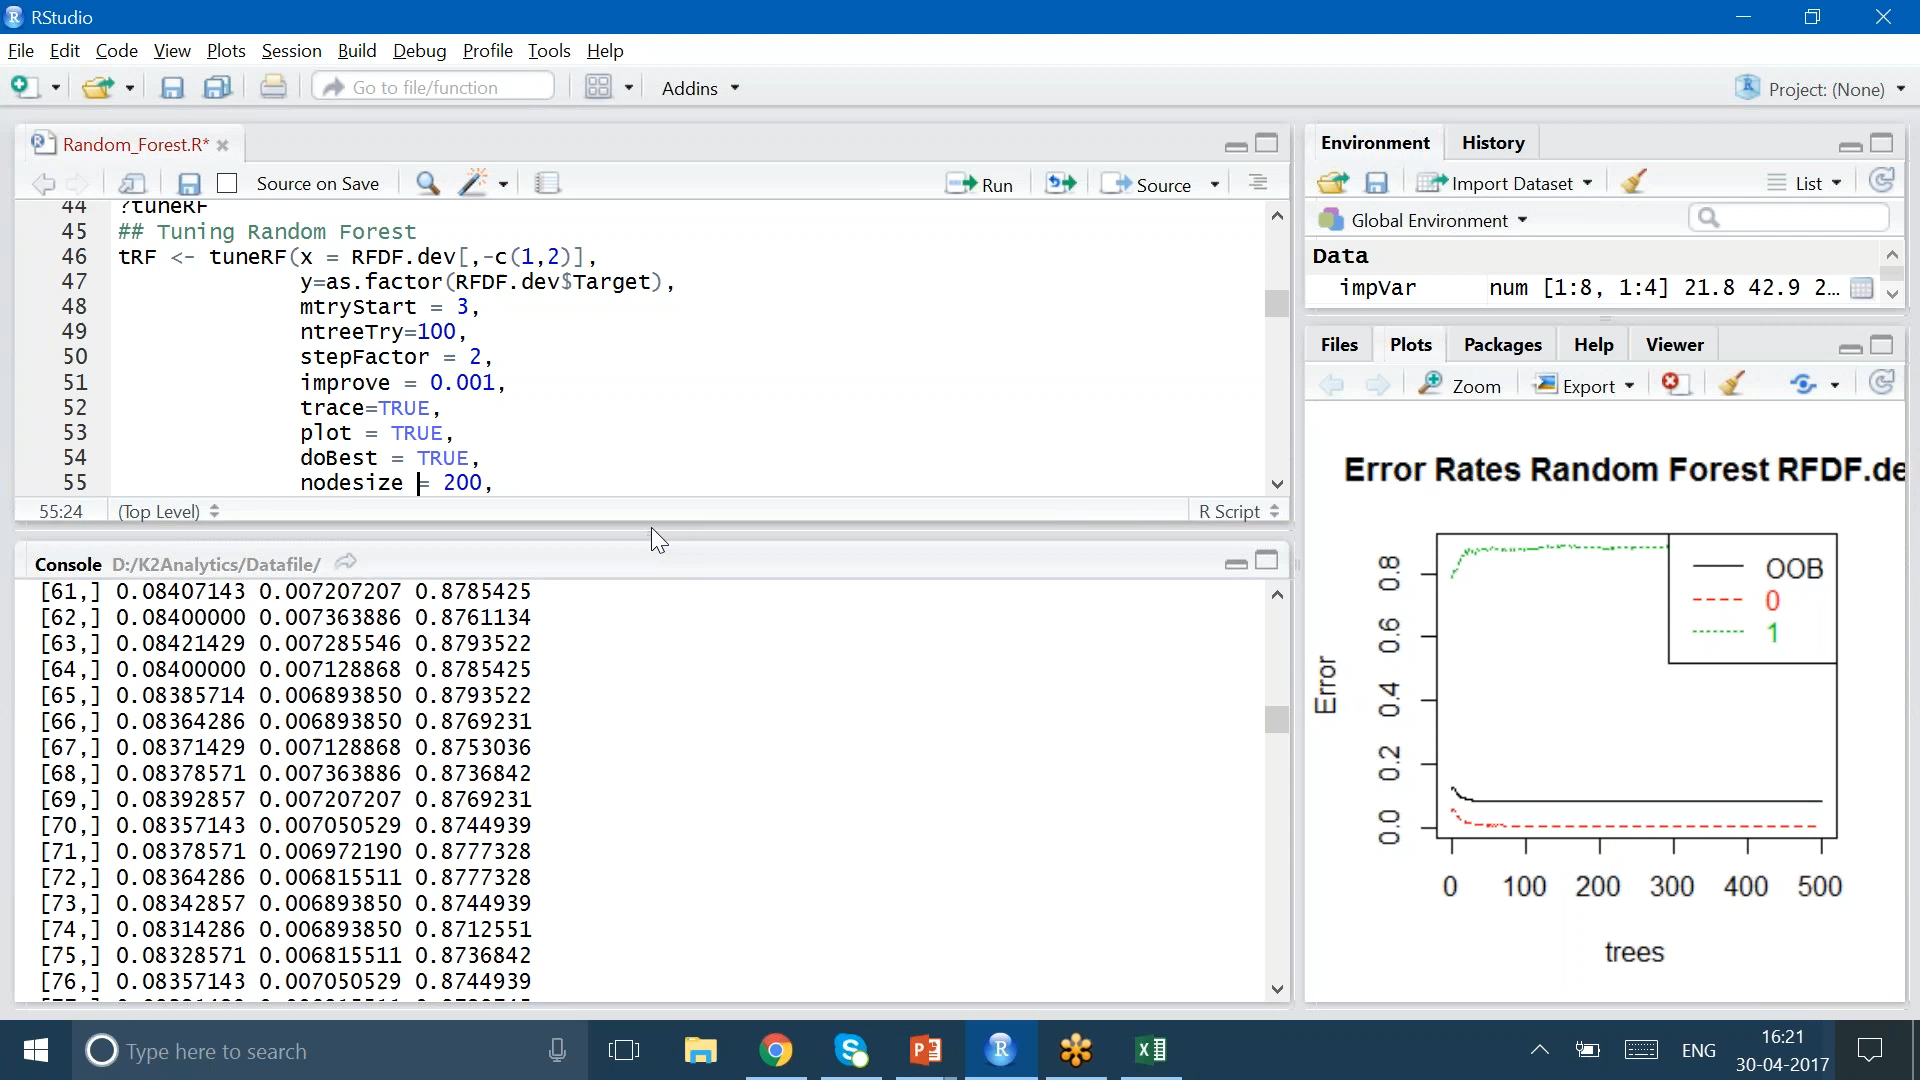 RStudio
File Edit Code View Plots Session Build Debug Profile Tools Help
Go to file/function Addins Project: (None)
Random_Forest.R*
Source on Save Run Source
44 ?tuneRF
45 ## Tuning Random Forest
46 tRF <- tuneRF(x = RFDF.dev[,-c(1,2)],
47 y=as.factor(RFDF.dev$Target),
48 mtryStart = 3,
49 ntreeTry=100,
50 stepFactor = 2,
51 improve = 0.001,
52 trace=TRUE,
53 plot = TRUE,
54 doBest = TRUE,
55 nodesize = 200,
55:24 (Top Level) R Script
Console D:/K2Analytics/Datafile/
[61,] 0.08407143 0.007207207 0.8785425
[62,] 0.08400000 0.007363886 0.8761134
[63,] 0.08421429 0.007285546 0.8793522
[64,] 0.08400000 0.007128868 0.8785425
[65,] 0.08385714 0.006893850 0.8793522
[66,] 0.08364286 0.006893850 0.8769231
[67,] 0.08371429 0.007128868 0.8753036
[68,] 0.08378571 0.007363886 0.8736842
[69,] 0.08392857 0.007207207 0.8769231
[70,] 0.08357143 0.007050529 0.8744939
[71,] 0.08378571 0.006972190 0.8777328
[72,] 0.08364286 0.006815511 0.8777328
[73,] 0.08342857 0.006893850 0.8744939
[74,] 0.08314286 0.006893850 0.8712551
[75,] 0.08328571 0.006815511 0.8736842
[76,] 0.08357143 0.007050529 0.8744939
Environment History
Import Dataset List
Global Environment
Data
impVar num [1:8, 1:4] 21.8 42.9 2...
Files Plots Packages Help Viewer
Zoom Export
Error Rates Random Forest RFDF.de
OOB
0
1
Error
0.0 0.2 0.4 0.6 0.8
0 100 200 300 400 500
trees
Type here to search
ENG
16:21
30-04-2017